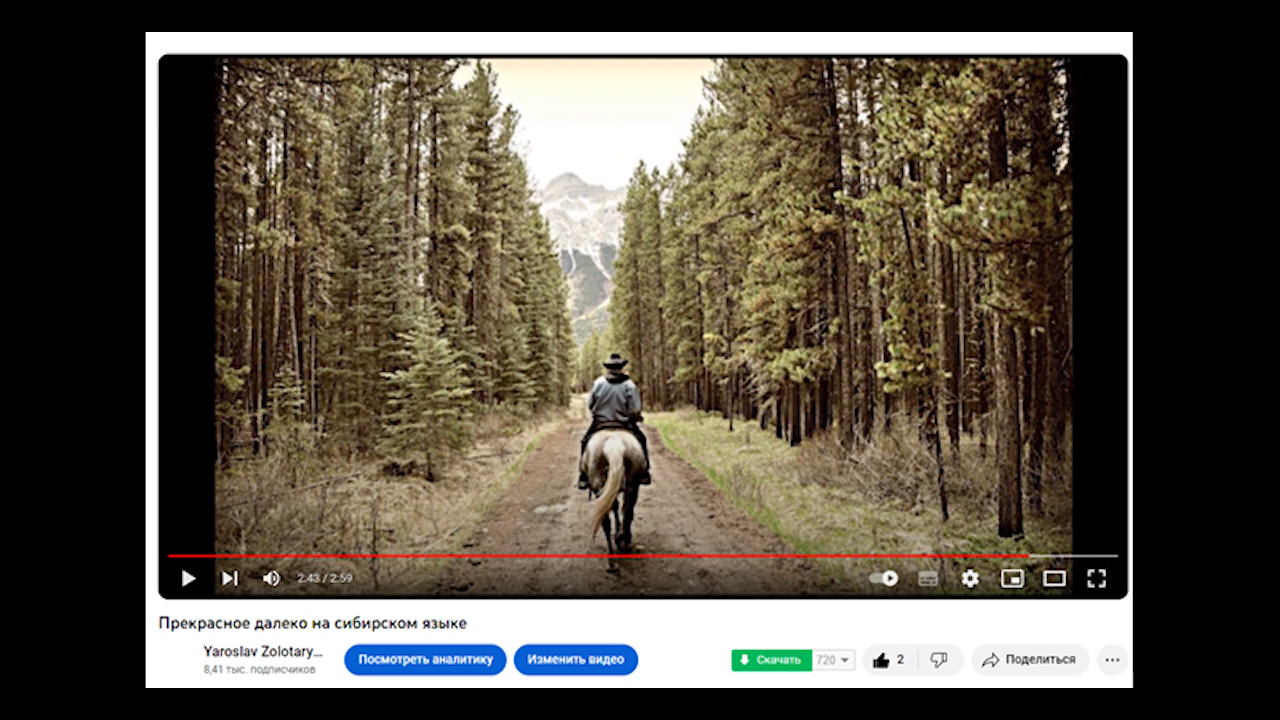 2:43 / 2:59
Прекрасное далеко на сибирском языке
Yaroslav Zolotary...
8,41 тыс. подписчиков
Посмотреть аналитику
Изменить видео
Скачать
720
2
Поделиться